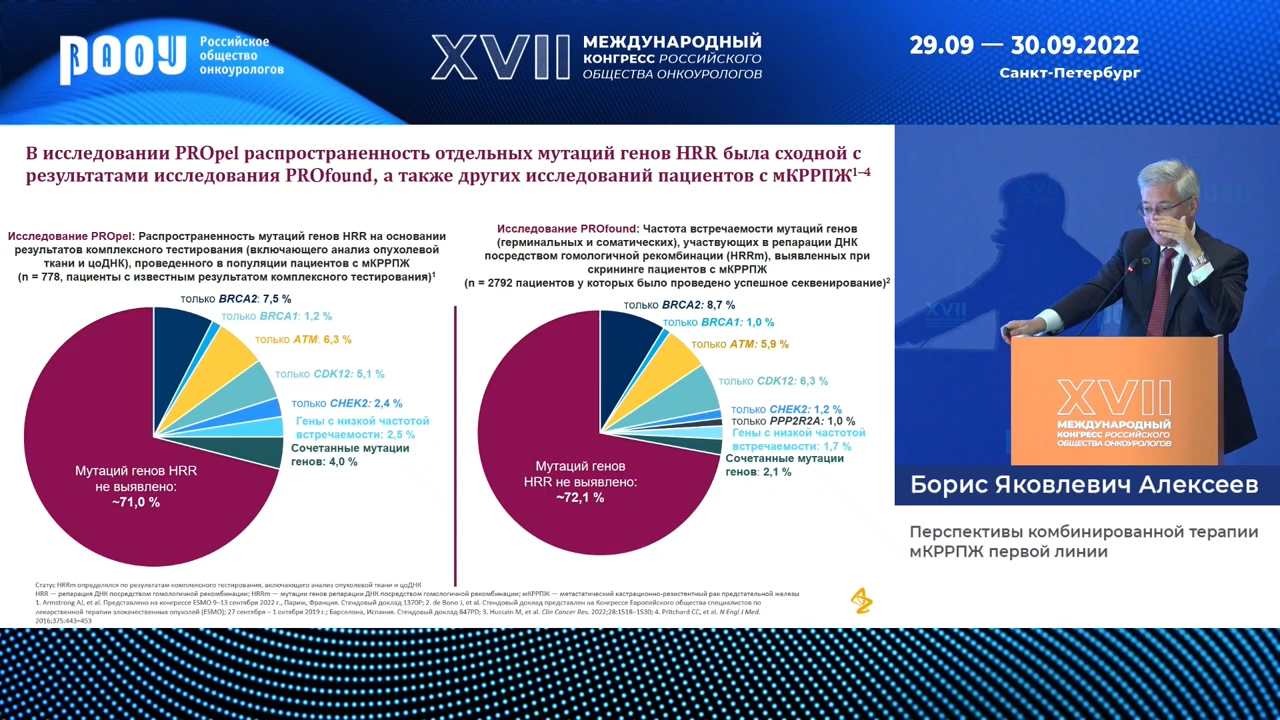 РАОУ
Российское
общество
онкоурологов
XVII
МЕЖДУНАРОДНЫЙ
КОНГРЕСС РОССИЙСКОГО
ОБЩЕСТВА ОНКОУРОЛОГОВ
29.09 — 30.09.2022
Санкт-Петербург
В исследовании PROpel распространенность отдельных мутаций генов HRR была сходной с
результатами исследования PROfound, а также других исследований пациентов с мКРРПЖ1–4
Исследование PROpel: Распространенность мутаций генов HRR на основании
результатов комплексного тестирования (включающего анализ опухолевой
ткани и цоДНК), проведенного в популяции пациентов с мКРРПЖ
(n = 778, пациенты с известным результатом комплексного тестирования)1
только BRCA2: 7,5 %
только BRCA1: 1,2 %
только ATM: 6,3 %
только CDK12: 5,1 %
только CHEK2: 2,4 %
Гены с низкой частотой
встречаемости: 2,5 %
Сочетанные мутации
генов: 4,0 %
Мутаций генов HRR
не выявлено:
~71,0 %
Исследование PROfound: Частота встречаемости мутаций генов
(герминальных и соматических), участвующих в репарации ДНК
посредством гомологичной рекомбинации (HRRm), выявленных при
скрининге пациентов с мКРРПЖ
(n = 2792 пациентов у которых было проведено успешное секвенирование)2
только BRCA2: 8,7 %
только BRCA1: 1,0 %
только ATM: 5,9 %
только CDK12: 6,3 %
только CHEK2: 1,2 %
только PPP2R2A: 1,0 %
Гены с низкой частотой
встречаемости: 1,7 %
Сочетанные мутации
генов: 2,1 %
Мутаций генов
HRR не выявлено:
~72,1 %
Статус HRRm определялся по результатам комплексного тестирования, включающего анализ опухолевой ткани и цоДНК
HRR — репарация ДНК посредством гомологичной рекомбинации; HRRm — мутации генов репарации ДНК посредством гомологичной рекомбинации; мКРРПЖ — метастатический кастрационно-резистентный рак предстательной железы
1. Armstrong AJ, et al. Представлено на конгрессе ESMO 9–13 сентября 2022 г., Париж, Франция. Стендовый доклад 1370P; 2. de Bono J, et al. Стендовый доклад представлен на Конгрессе Европейского общества специалистов по
лекарственной терапии злокачественных опухолей (ESMO); 27 сентября – 1 октября 2019 г.; Барселона, Испания. Стендовый доклад 847PD; 3. Hussain M, et al. Clin Cancer Res. 2022;28:1518–1530; 4. Pritchard CC, et al. N Engl J Med.
2016;375:443–453
XVII
МЕЖДУНАРОДНЫЙ
КОНГРЕСС РОССИЙСКОГО
ОБЩЕСТВА ОНКОУРОЛОГОВ
Борис Яковлевич Алексеев
Перспективы комбинированной терапии
мКРРПЖ первой линии